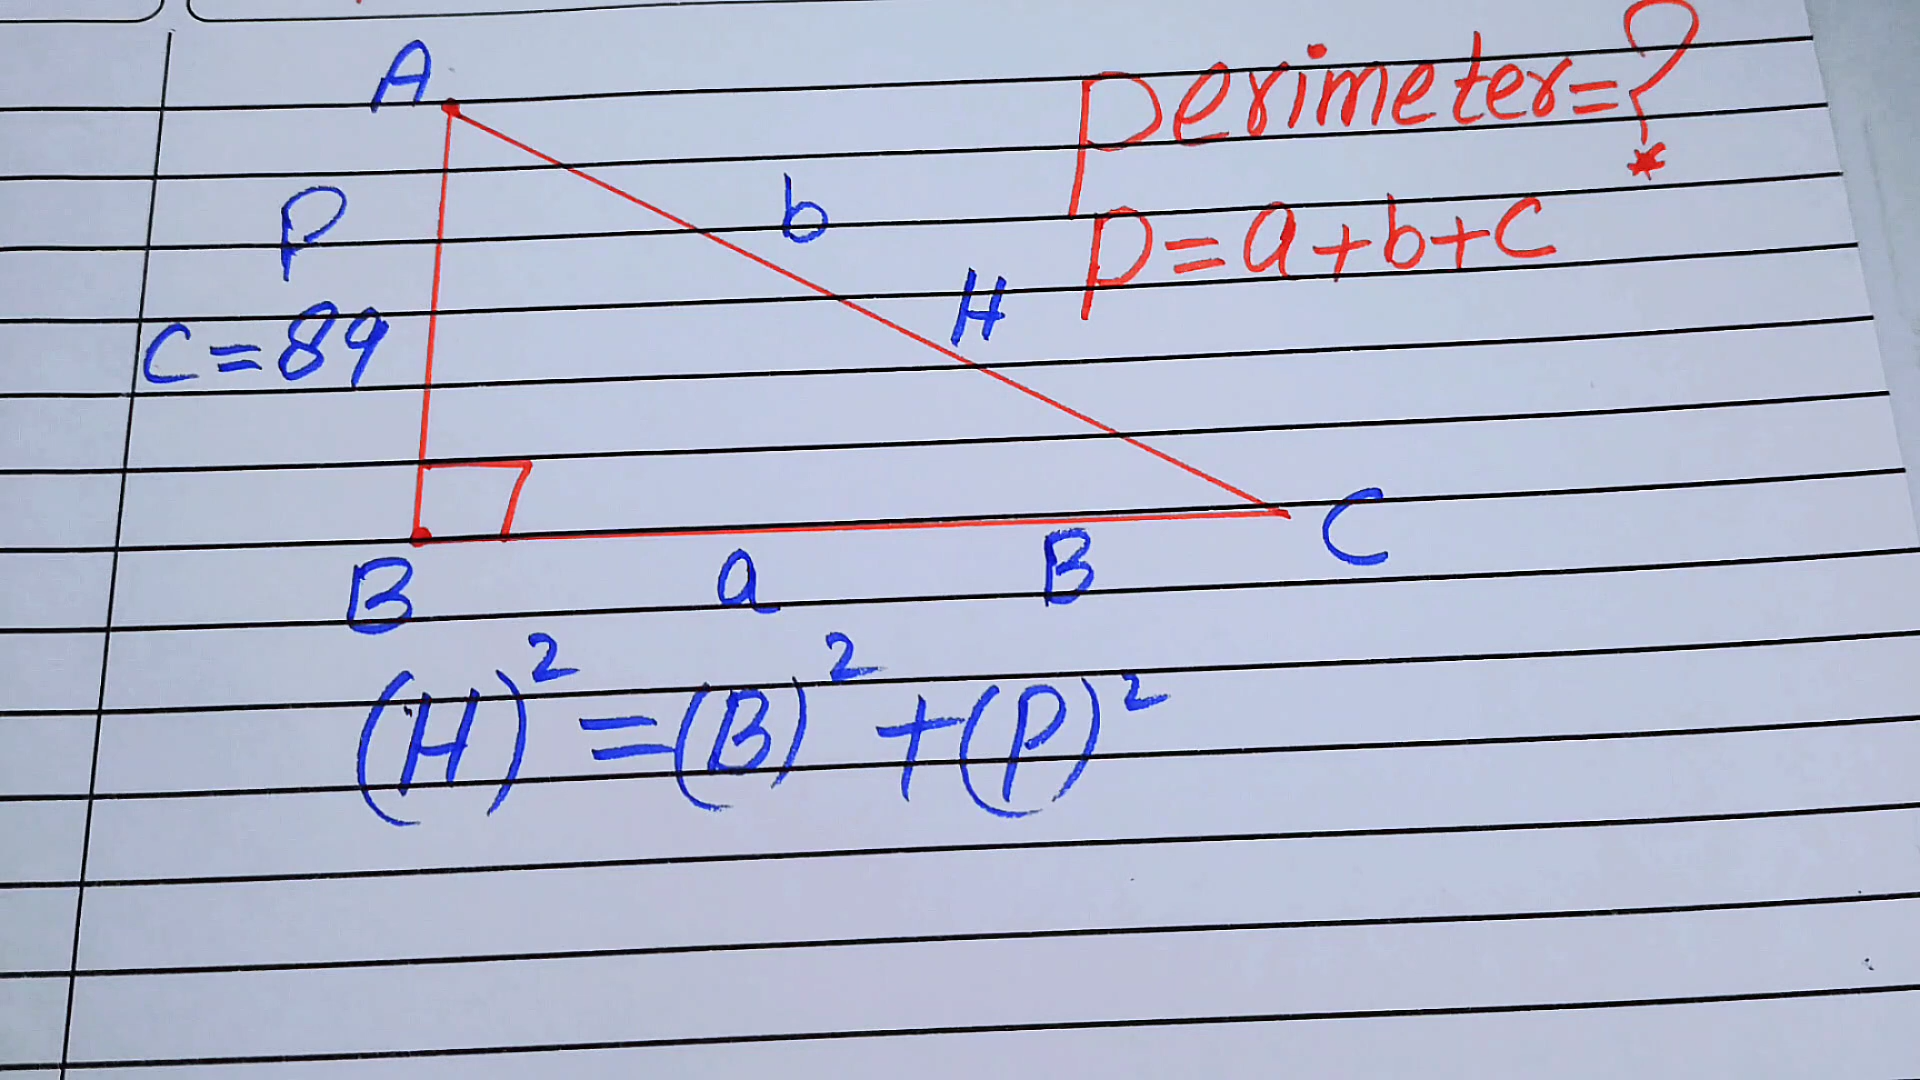 A
Perimeter=?
P
b
P=a+b+c
H
C=89
C
B
a
B
(H)² =(B)² +(P)²